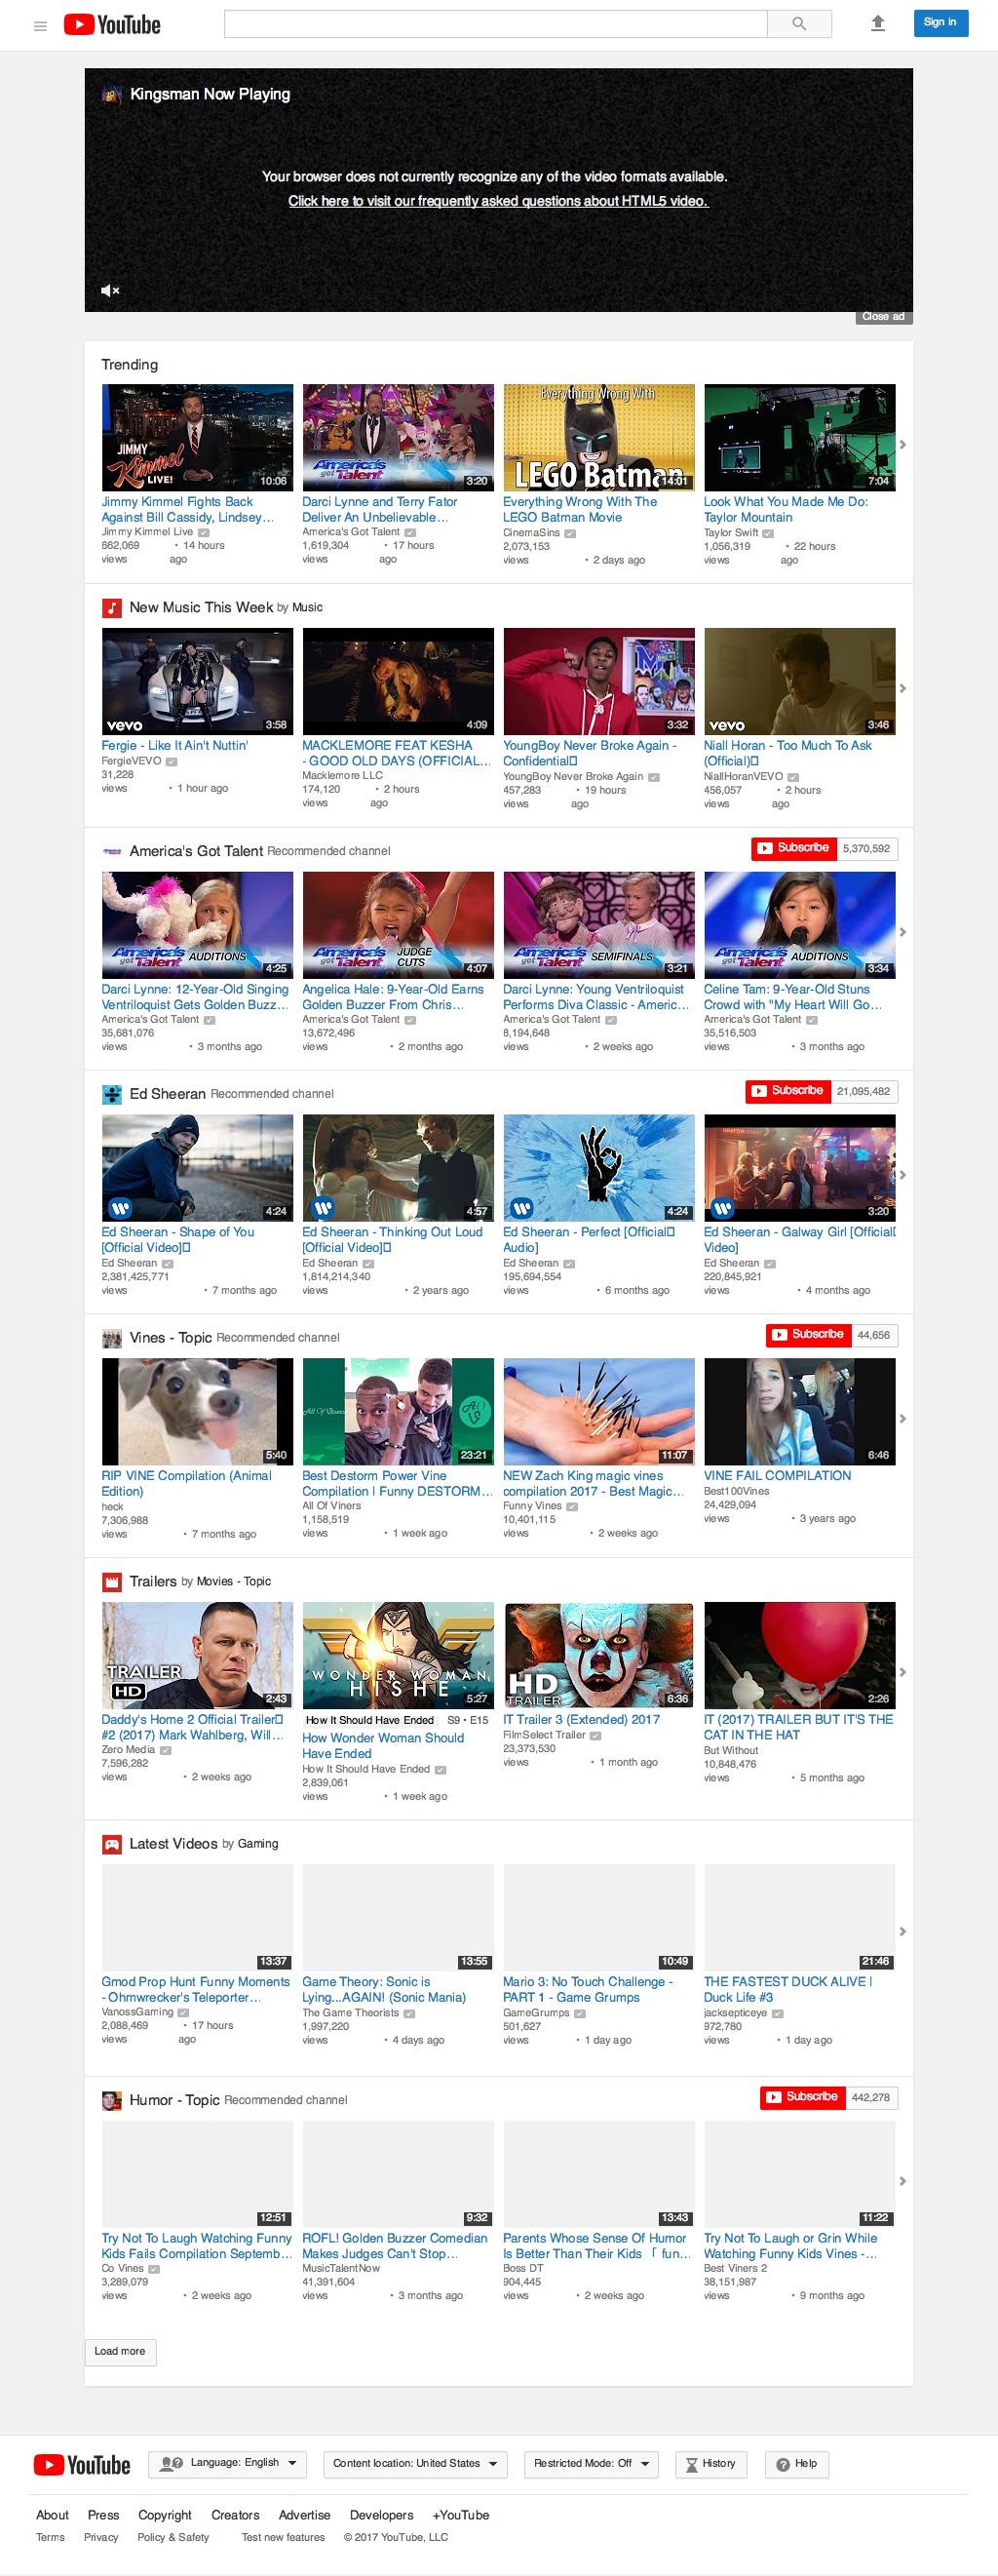 YouTube
Sign in
Kingsman Now Playing
Your browser does not currently recognize any of the video formats available.
Click here to visit our frequently asked questions about HTML5 video.
Close ad
Trending
JIMMY
Kimmel
LIVE!
10:06
America's got Talent
3:20
Everything Wrong With
LEGO Batman
14:01
7:04
Jimmy Kimmel Fights Back
Against Bill Cassidy, Lindsey...
Jimmy Kimmel Live
662,069 views • 14 hours ago
Darci Lynne and Terry Fator
Deliver An Unbelievable...
America's Got Talent
1,619,304 views • 17 hours ago
Everything Wrong With The
LEGO Batman Movie
CinemaSins
2,073,153 views • 2 days ago
Look What You Made Me Do:
Taylor Mountain
Taylor Swift
1,056,319 views • 22 hours ago
New Music This Week by Music
vevo
3:58
4:09
3:32
vevo
3:46
Fergie - Like It Ain't Nuttin'
FergieVEVO
31,228 views • 1 hour ago
MACKLEMORE FEAT KESHA
- GOOD OLD DAYS (OFFICIAL...
Macklemore LLC
174,120 views • 2 hours ago
YoungBoy Never Broke Again -
Confidential
YoungBoy Never Broke Again
457,283 views • 19 hours ago
Niall Horan - Too Much To Ask
(Official)
NiallHoranVEVO
456,057 views • 2 hours ago
America's Got Talent Recommended channel
Subscribe 5,370,592
America's got Talent AUDITIONS
4:25
America's got Talent JUDGE CUTS
4:07
America's got Talent SEMIFINALS
3:21
America's got Talent AUDITIONS
3:34
Darci Lynne: 12-Year-Old Singing
Ventriloquist Gets Golden Buzz...
America's Got Talent
35,681,076 views • 3 months ago
Angelica Hale: 9-Year-Old Earns
Golden Buzzer From Chris...
America's Got Talent
13,672,496 views • 2 months ago
Darci Lynne: Young Ventriloquist
Performs Diva Classic - Americ...
America's Got Talent
8,194,648 views • 2 weeks ago
Celine Tam: 9-Year-Old Stuns
Crowd with "My Heart Will Go...
America's Got Talent
35,516,503 views • 3 months ago
Ed Sheeran Recommended channel
Subscribe 21,095,482
4:24
4:57
4:24
3:20
Ed Sheeran - Shape of You
[Official Video]
Ed Sheeran
2,381,425,771 views • 7 months ago
Ed Sheeran - Thinking Out Loud
[Official Video]
Ed Sheeran
1,814,214,340 views • 2 years ago
Ed Sheeran - Perfect [Official
Audio]
Ed Sheeran
195,694,554 views • 6 months ago
Ed Sheeran - Galway Girl [Official
Video]
Ed Sheeran
220,845,921 views • 4 months ago
Vines - Topic Recommended channel
Subscribe 44,656
5:40
All Of Viners
23:21
11:07
6:46
RIP VINE Compilation (Animal
Edition)
heck
7,306,988 views • 7 months ago
Best Destorm Power Vine
Compilation | Funny DESTORM...
All Of Viners
1,158,519 views • 1 week ago
NEW Zach King magic vines
compilation 2017 - Best Magic...
Funny Vines
10,401,115 views • 2 weeks ago
VINE FAIL COMPILATION
Best100Vines
24,429,094 views • 3 years ago
Trailers by Movies - Topic
TRAILER
HD
2:43
WONDER WOMAN
HISHE
5:27
HD
TRAILER
6:36
2:26
Daddy's Home 2 Official Trailer
#2 (2017) Mark Wahlberg, Will...
Zero Media
7,596,282 views • 2 weeks ago
How It Should Have Ended S9 • E15
How Wonder Woman Should
Have Ended
How It Should Have Ended
2,839,061 views • 1 week ago
IT Trailer 3 (Extended) 2017
FilmSelect Trailer
23,373,530 views • 1 month ago
IT (2017) TRAILER BUT IT'S THE
CAT IN THE HAT
But Without
10,848,476 views • 5 months ago
Latest Videos by Gaming
13:37
13:55
10:49
21:46
Gmod Prop Hunt Funny Moments
- Ohmwrecker's Teleporter...
VanossGaming
2,088,469 views • 17 hours ago
Game Theory: Sonic is
Lying...AGAIN! (Sonic Mania)
The Game Theorists
1,997,220 views • 4 days ago
Mario 3: No Touch Challenge -
PART 1 - Game Grumps
GameGrumps
501,627 views • 1 day ago
THE FASTEST DUCK ALIVE |
Duck Life #3
jacksepticeye
972,780 views • 1 day ago
Humor - Topic Recommended channel
Subscribe 442,278
12:51
9:32
13:43
11:22
Try Not To Laugh Watching Funny
Kids Fails Compilation Septemb...
Co Vines
3,289,079 views • 2 weeks ago
ROFL! Golden Buzzer Comedian
Makes Judges Can't Stop...
MusicTalentNow
41,391,604 views • 3 months ago
Parents Whose Sense Of Humor
Is Better Than Their Kids 「 fun...
Boss DT
904,445 views • 2 weeks ago
Try Not To Laugh or Grin While
Watching Funny Kids Vines -...
Best Viners 2
38,151,987 views • 9 months ago
Load more
YouTube
Language: English
Content location: United States
Restricted Mode: Off
History
Help
About Press Copyright Creators Advertise Developers +YouTube
Terms Privacy Policy & Safety Test new features © 2017 YouTube, LLC